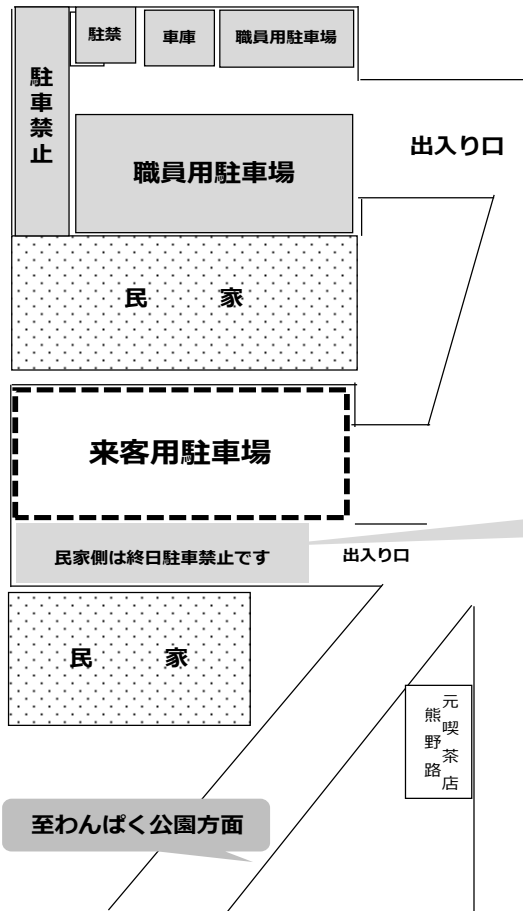 駐禁
車庫
職員用駐車場
駐車禁止
出入り口
職員用駐車場
民 家
来客用駐車場
民家側は終日駐車禁止です
出入り口
民 家
元喫茶店
熊野路
至わんぱく公園方面